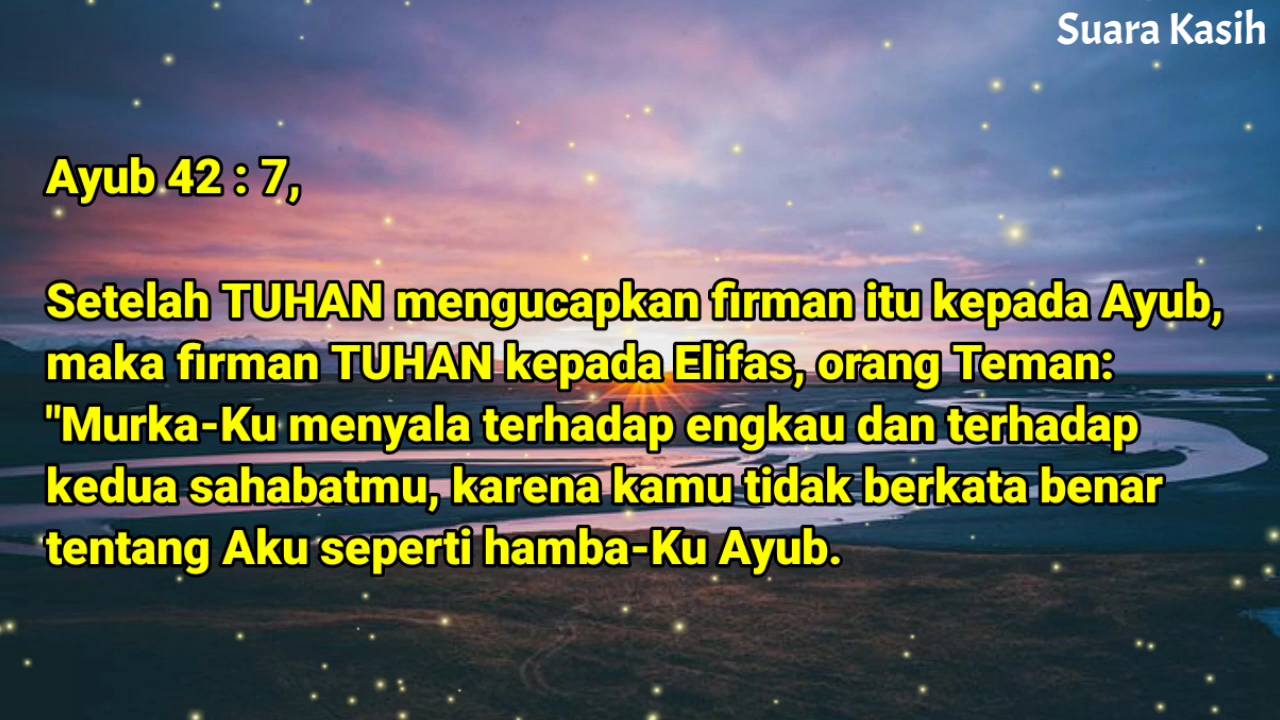 Suara Kasih
Ayub 42 : 7,
Setelah TUHAN mengucapkan firman itu kepada Ayub,
maka firman TUHAN kepada Elifas, orang Teman:
"Murka-Ku menyala terhadap engkau dan terhadap
kedua sahabatmu, karena kamu tidak berkata benar
tentang Aku seperti hamba-Ku Ayub.